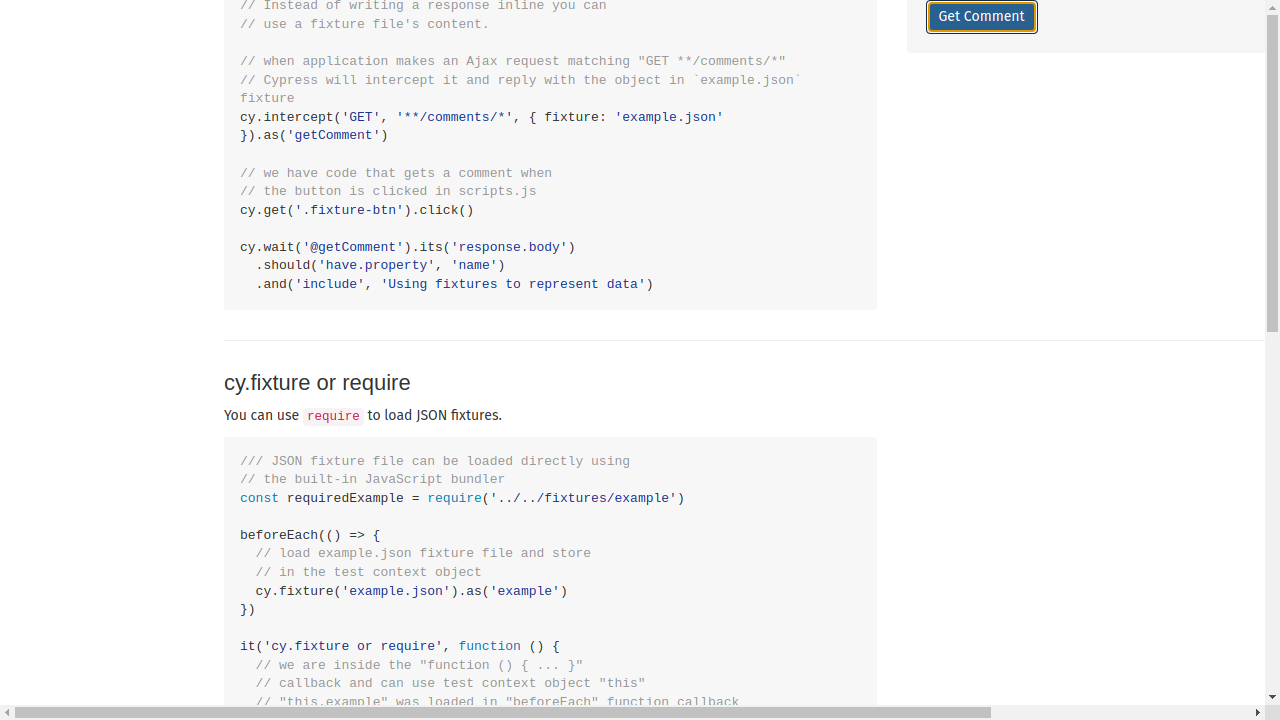 // Instead of writing a response inline you can
// use a fixture file's content.
// when application makes an Ajax request matching "GET **/comments/*"
// Cypress will intercept it and reply with the object in `example.json`
fixture
cy.intercept('GET', '**/comments/*', { fixture: 'example.json'
}).as('getComment')
// we have code that gets a comment when
// the button is clicked in scripts.js
cy.get('.fixture-btn').click()
cy.wait('@getComment').its('response.body')
.should('have.property', 'name')
.and('include', 'Using fixtures to represent data')
Get Comment
cy.fixture or require
You can use require to load JSON fixtures.
/// JSON fixture file can be loaded directly using
// the built-in JavaScript bundler
const requiredExample = require('../../fixtures/example')
beforeEach(() => {
// load example.json fixture file and store
// in the test context object
cy.fixture('example.json').as('example')
})
it('cy.fixture or require', function () {
// we are inside the "function () { ... }"
// callback and can use test context object "this"
// "this.example" was loaded in "beforeEach" function callback